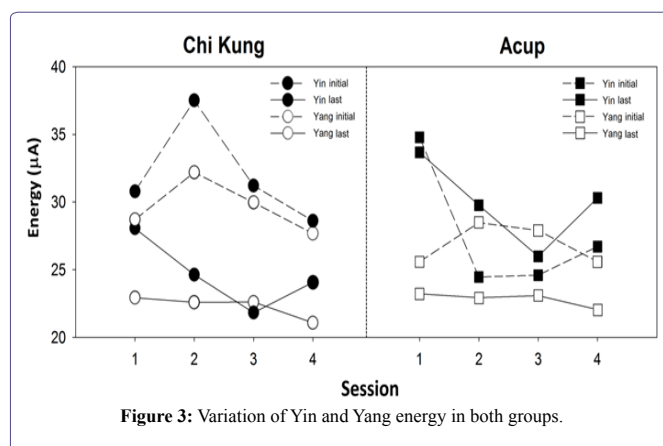 Chi Kung
Acup
40
35
30
25
20
Energy (μA)
Yin initial
Yin last
Yang initial
Yang last
Yin initial
Yin last
Yang initial
Yang last
1 2 3 4
1 2 3 4
Session
Figure 3: Variation of Yin and Yang energy in both groups.